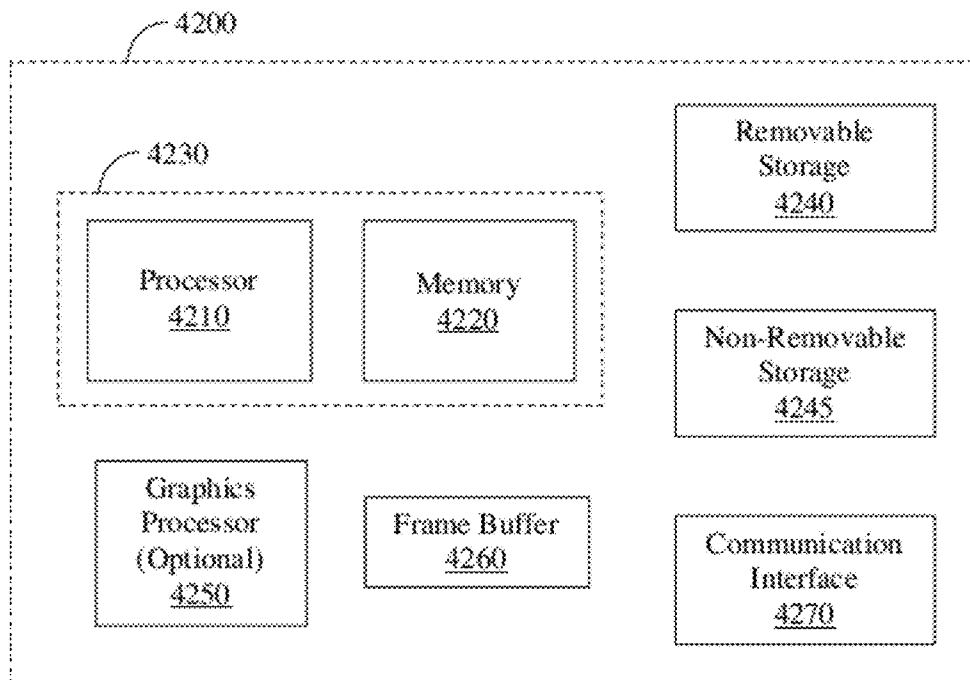 4200
4230
Processor
4210
Memory
4220
Removable
Storage
4240
Non-Removable
Storage
4245
Graphics
Processor
(Optional)
4250
Frame Buffer
4260
Communication
Interface
4270